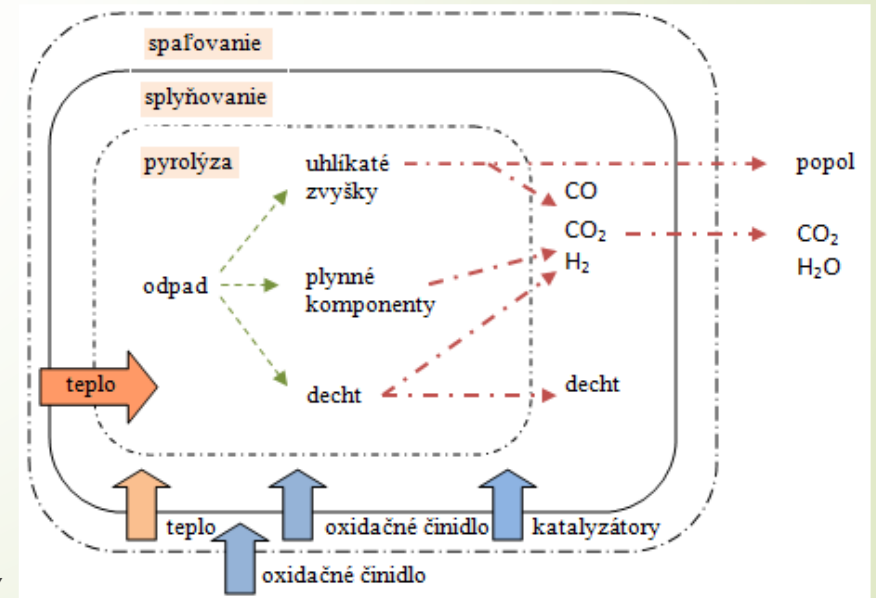 spaľovanie
splyňovanie
pyrolýza
uhlíkaté
zvyšky
popol
CO
CO₂
H₂
CO₂
H₂O
odpad
plynné
komponenty
teplo
decht
decht
teplo
oxidačné činidlo
katalyzátory
oxidačné činidlo